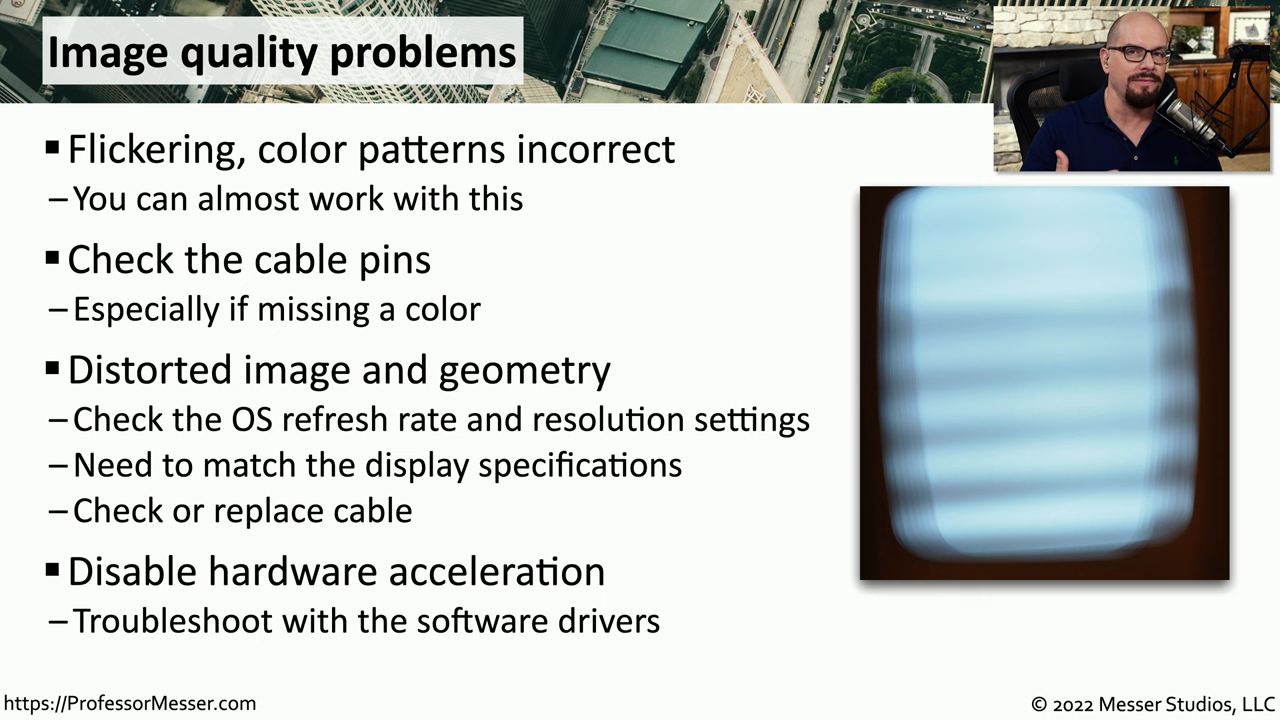 Image quality problems
▪ Flickering, color patterns incorrect
– You can almost work with this
▪ Check the cable pins
– Especially if missing a color
▪ Distorted image and geometry
– Check the OS refresh rate and resolution settings
– Need to match the display specifications
– Check or replace cable
▪ Disable hardware acceleration
– Troubleshoot with the software drivers
https://ProfessorMesser.com
© 2022 Messer Studios, LLC